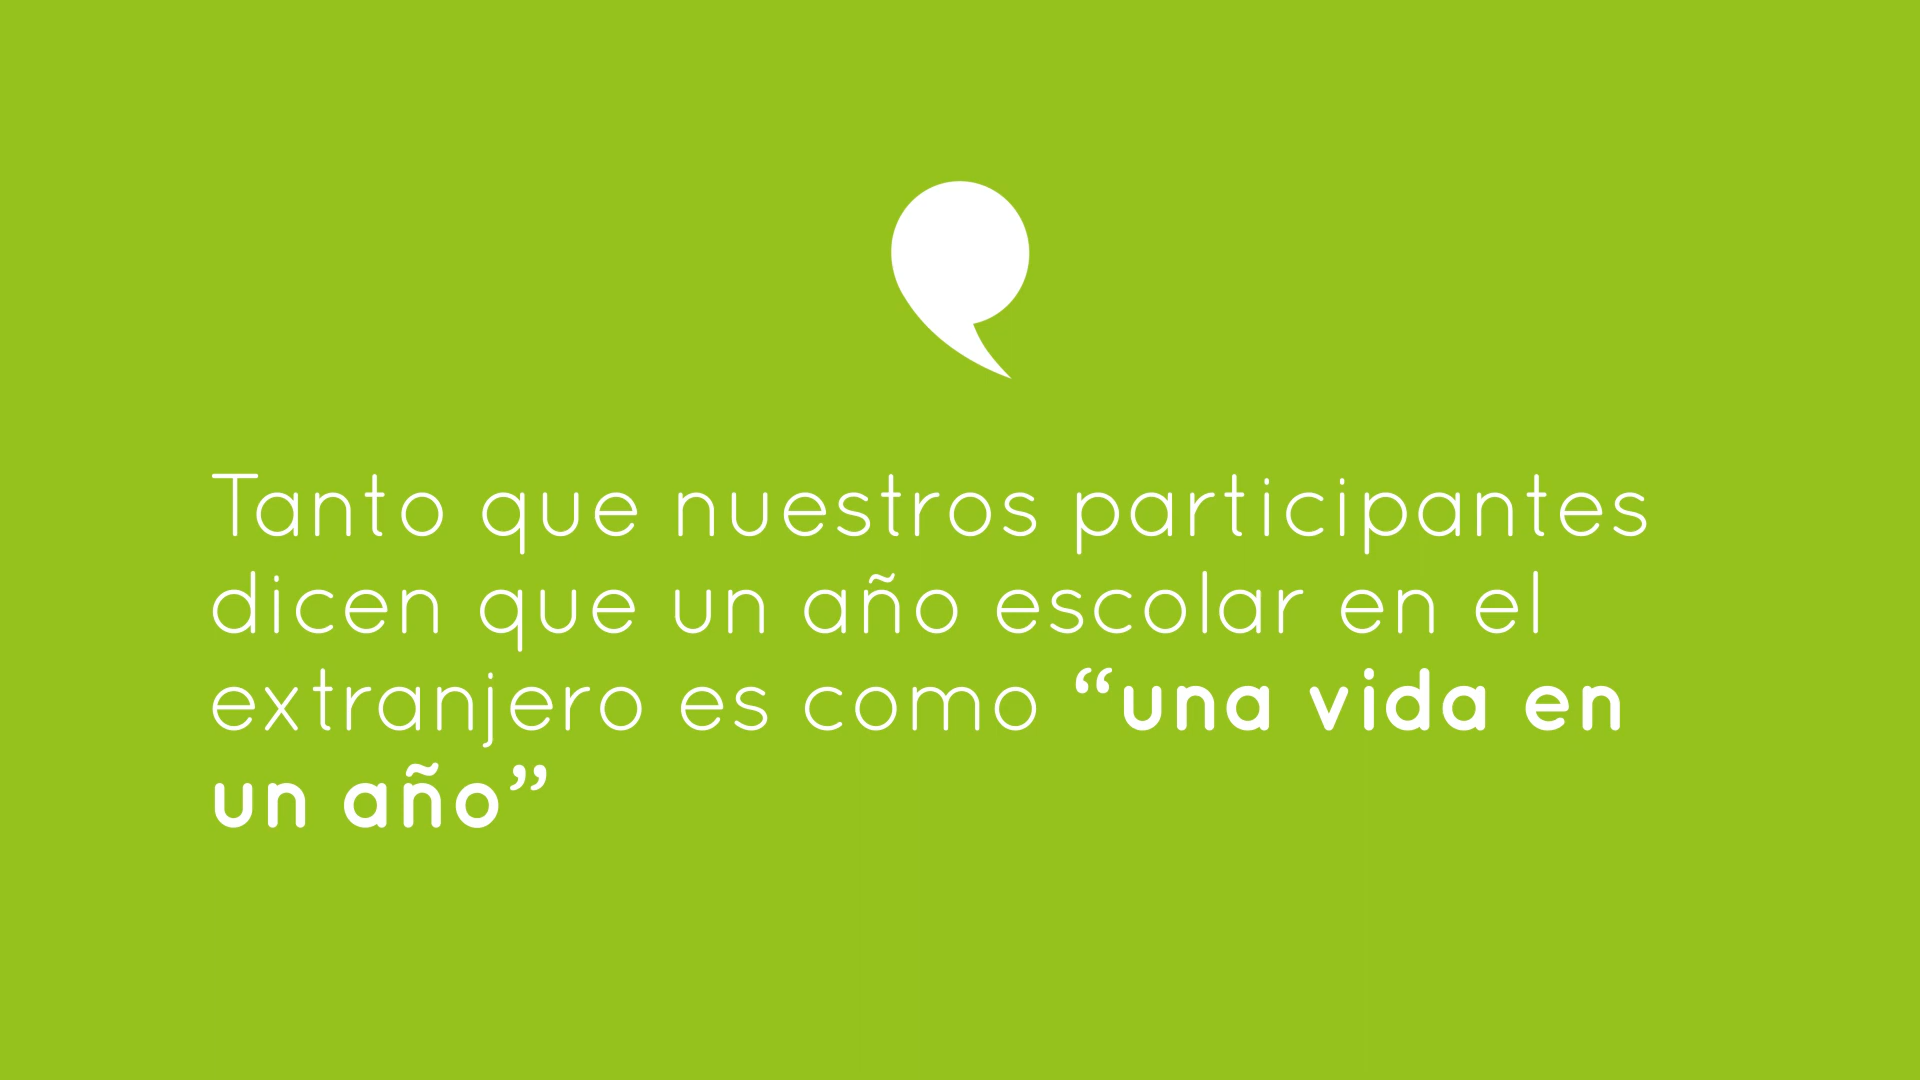 Tanto que nuestros participantes
dicen que un año escolar en el
extranjero es como “una vida en
un año”